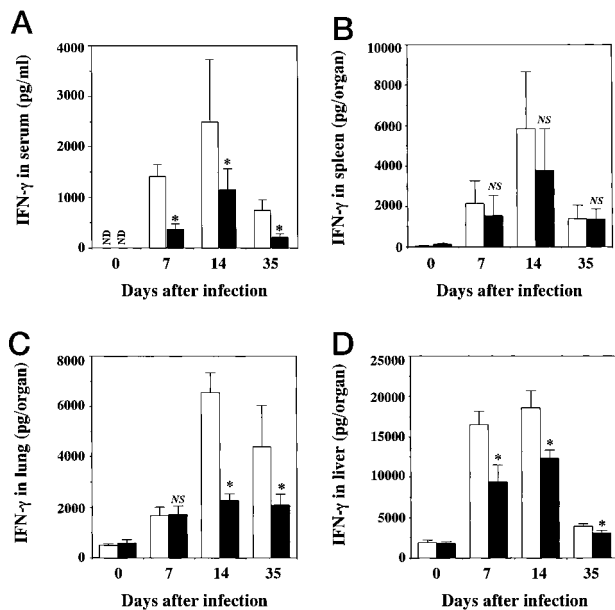 A
IFN-γ in serum (pg/ml)
4000
3000
2000
1000
0
ND
ND
*
*
*
0 7 14 35
Days after infection
B
IFN-γ in spleen (pg/organ)
10000
8000
6000
4000
2000
0
NS
NS
NS
0 7 14 35
Days after infection
C
IFN-γ in lung (pg/organ)
8000
6000
4000
2000
0
NS
*
*
0 7 14 35
Days after infection
D
IFN-γ in liver (pg/organ)
25000
20000
15000
10000
5000
0
*
*
*
0 7 14 35
Days after infection